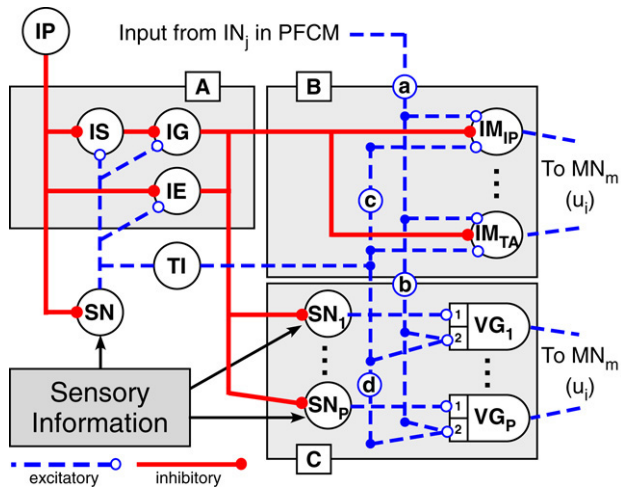 IP
Input from INj in PFCM
a
A
B
IS
IG
IMIP
IE
To MNm
(ui)
c
IMTA
TI
b
SN
SN1
1
2
VG1
To MNm
(ui)
d
SNP
1
2
VGP
Sensory
Information
C
excitatory
inhibitory